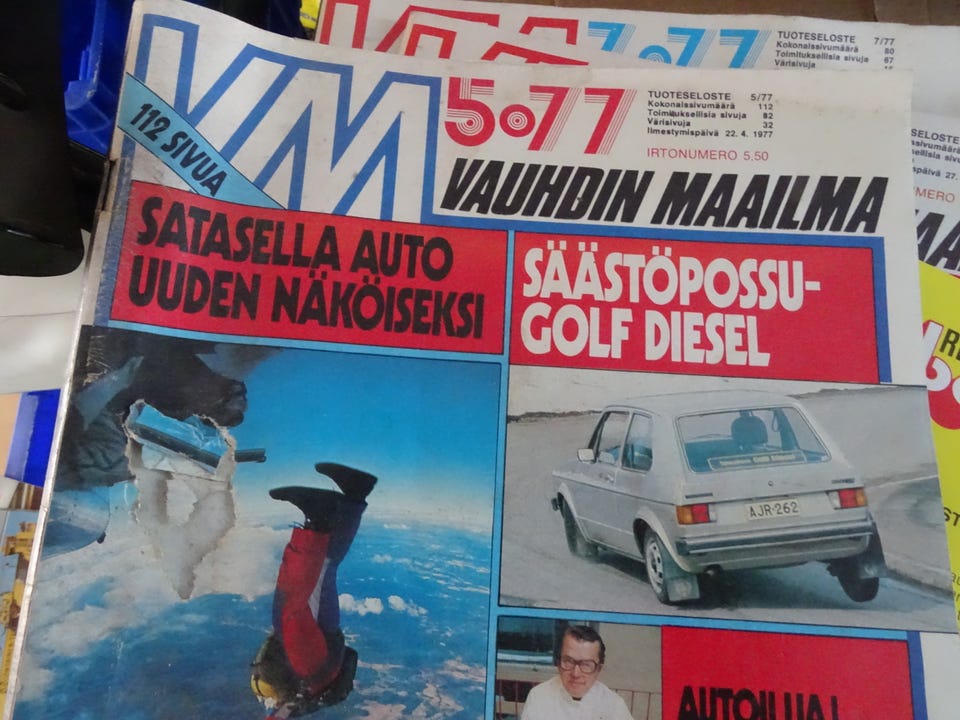 7·77
TUOTESELOSTE 7/77
Kokonaissivumäärä 80
Toimituksellisia sivuja 67
Värisivuja
VM
5·77
TUOTESELOSTE 5/77
Kokonaissivumäärä 112
Toimituksellisia sivuja 82
Värisivuja 32
Ilmestymispäivä 22. 4. 1977
IRTONUMERO 5,50
112 SIVUA
VAUHDIN MAAILMA
SATASELLA AUTO
UUDEN NÄKÖISEKSI
SÄÄSTÖPOSSU-
GOLF DIESEL
AJR-262